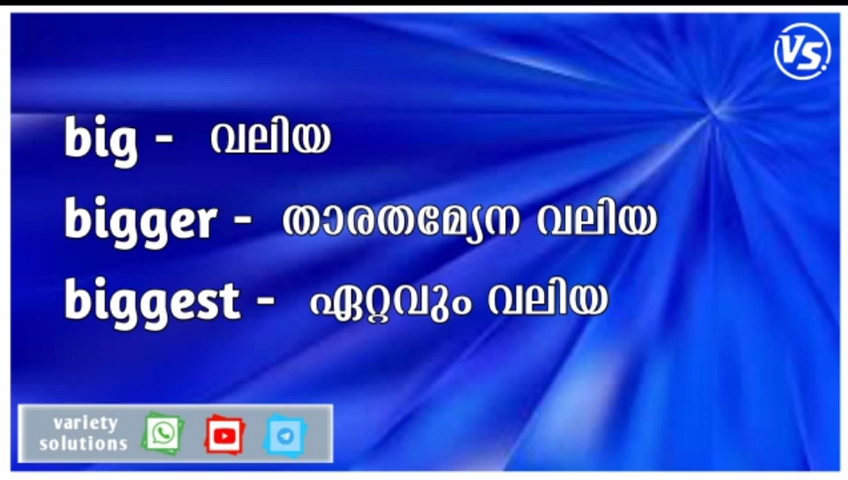 VS.
big - വലിയ
bigger - താരതമ്യേന വലിയ
biggest - ഏറ്റവും വലിയ
variety
solutions